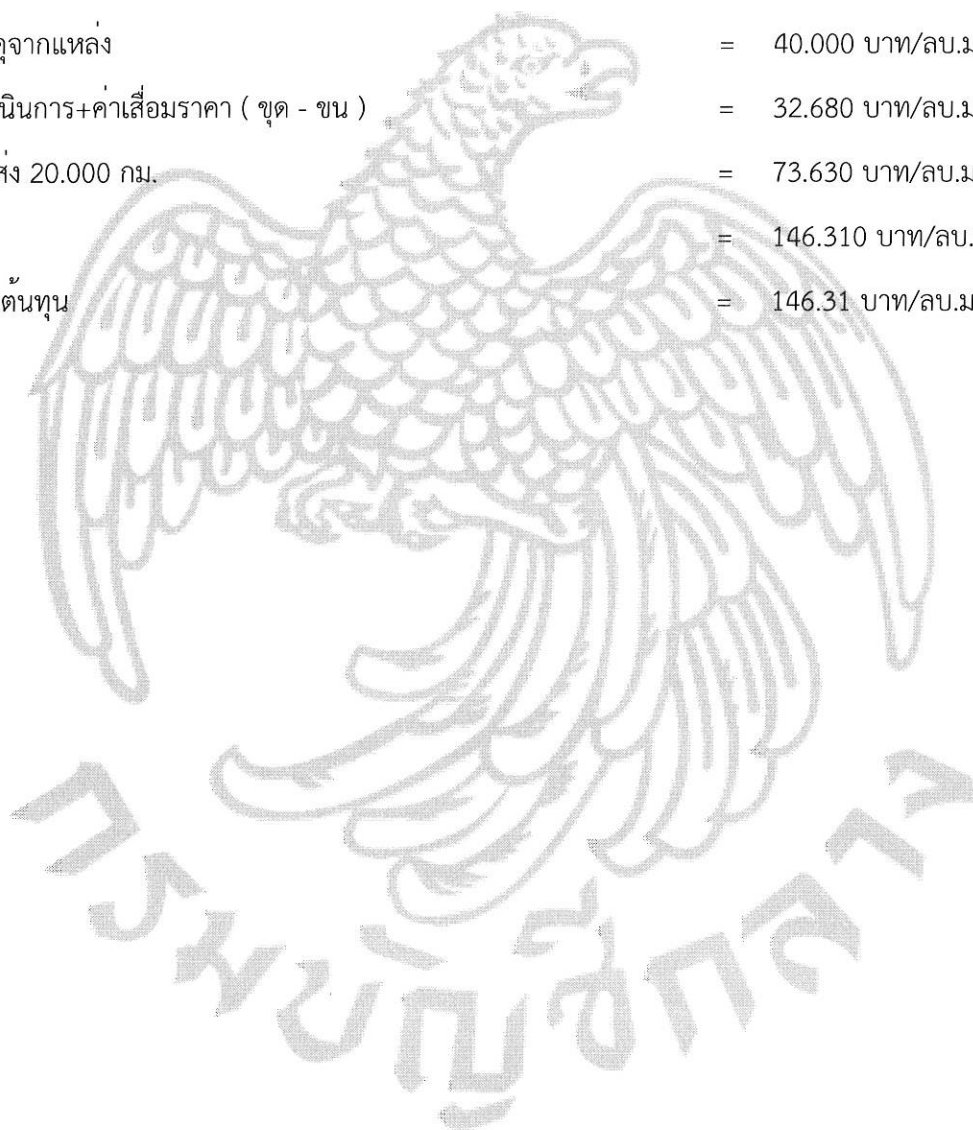 ดุจากแหล่ง = 40.000 บาท/ลบ.ม
นินการ+ค่าเสื่อมราคา ( ขุด - ขน ) = 32.680 บาท/ลบ.ม
ส่ง 20.000 กม. = 73.630 บาท/ลบ.ม
= 146.310 บาท/ลบ.
ต้นทุน = 146.31 บาท/ลบ.ม
กรมบัญชีกลาง